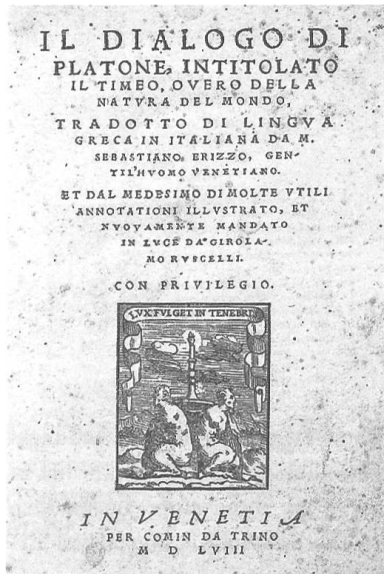 IL DIALOGO DI
PLATONE, INTITOLATO
IL TIMEO, OVERO DELLA
NATVRA DEL MONDO,
TRADOTTO DI LINGVA
GRECA IN ITALIANA DA M.
SEBASTIANO ERIZZO, GEN-
TIL'HVOMO VENETIANO.
ET DAL MEDESIMO DI MOLTE VTILI
ANNOTATIONI ILLVSTRATO, ET
NVOVAMENTE MANDATO
IN LVCE DA GIROLA-
MO RVSCELLI.
CON PRIVILEGIO.
LVX FVLGET IN TENEBRIS
IN VENETIA
PER COMIN DA TRINO
M D LVIII